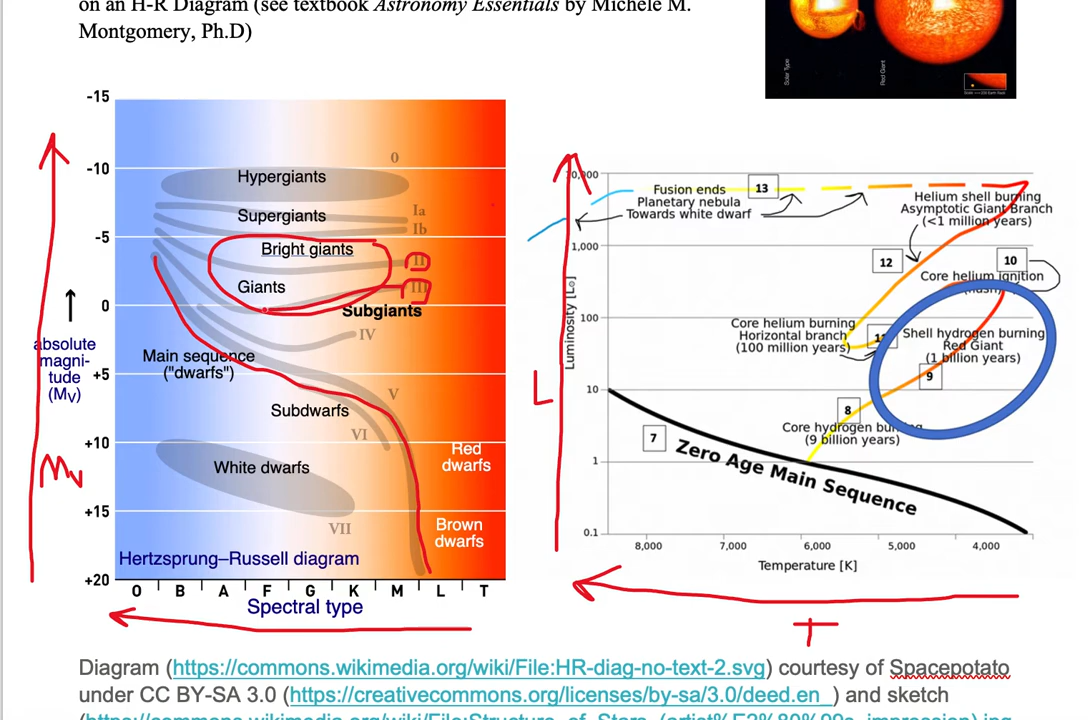 on an H-R Diagram (see textbook Astronomy Essentials by Michele M.
Montgomery, Ph.D)
Solar Type
Red Giant
-15
-10
-5
0
+5
+10
+15
+20
absolute
magni-
tude
(Mv)
Mv
0
Hypergiants
Supergiants
Ia
Ib
Bright giants
II
Giants
III
Subgiants
IV
Main sequence
("dwarfs")
V
Subdwarfs
VI
Red
dwarfs
White dwarfs
VII
Brown
dwarfs
Hertzsprung–Russell diagram
O B A F G K M L T
Spectral type
10,000
1,000
100
10
1
0.1
Luminosity [L⊙]
L
Fusion ends
Planetary nebula
Towards white dwarf
13
Helium shell burning
Asymptotic Giant Branch
(<1 million years)
12
10
Core helium ignition
Core helium burning
Horizontal branch
(100 million years)
Shell hydrogen burning
Red Giant
(1 billion years)
9
8
Core hydrogen burning
(9 billion years)
7
Zero Age Main Sequence
8,000 7,000 6,000 5,000 4,000
Temperature [K]
T
Diagram (https://commons.wikimedia.org/wiki/File:HR-diag-no-text-2.svg) courtesy of Spacepotato
under CC BY-SA 3.0 (https://creativecommons.org/licenses/by-sa/3.0/deed.en_) and sketch